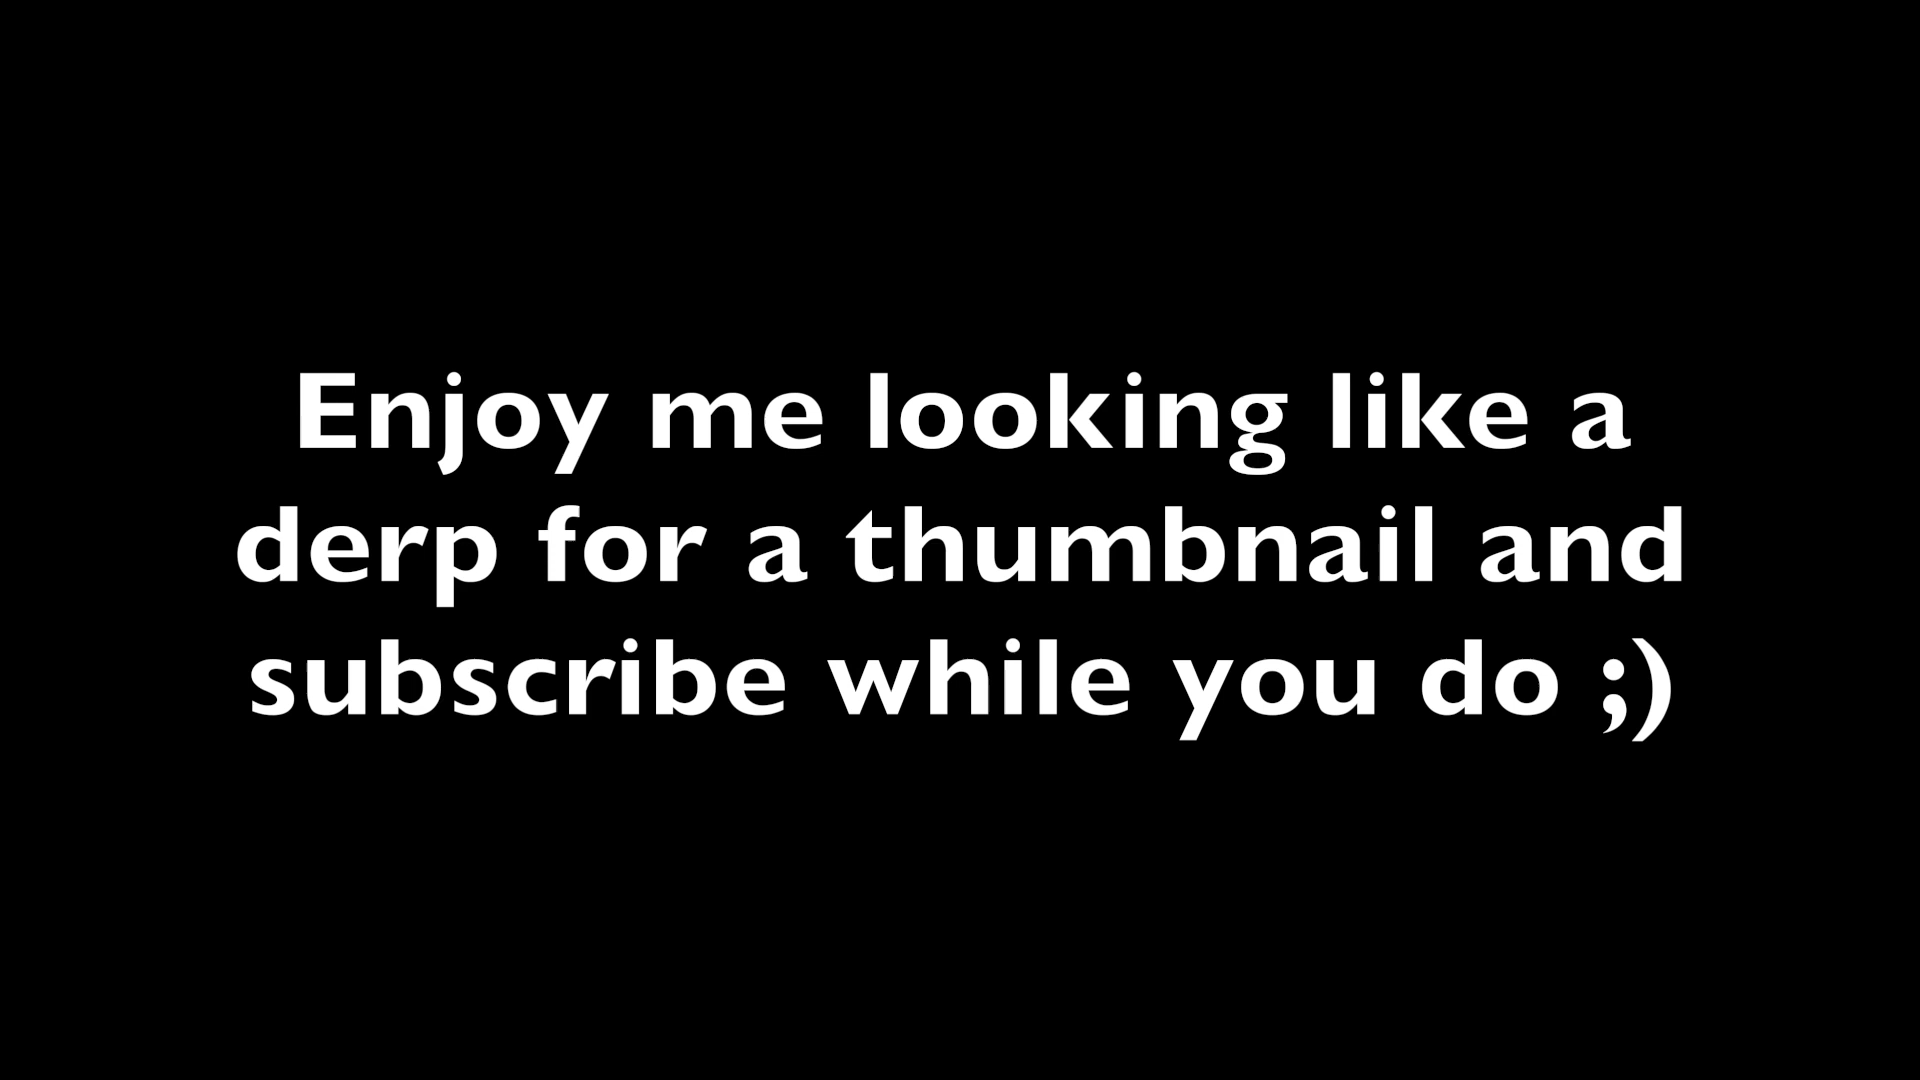 Enjoy me looking like a
derp for a thumbnail and
subscribe while you do ;)